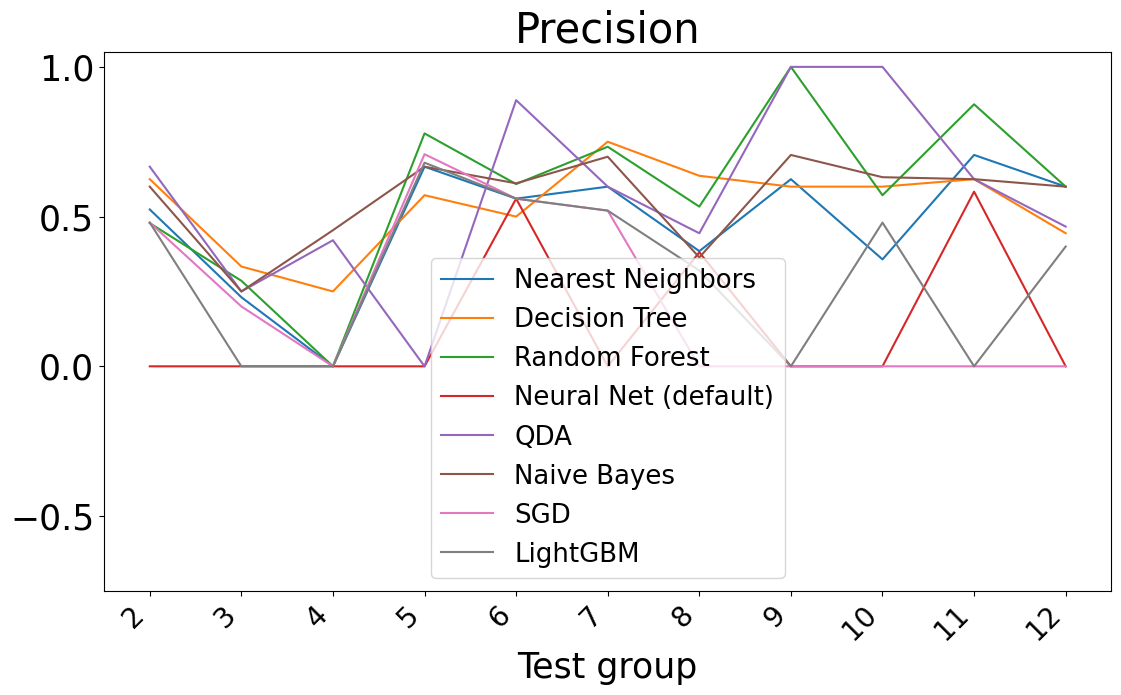 Precision
1.0
0.5
0.0
−0.5
Nearest Neighbors
Decision Tree
Random Forest
Neural Net (default)
QDA
Naive Bayes
SGD
LightGBM
2 3 4 5 6 7 8 9 10 11 12
Test group